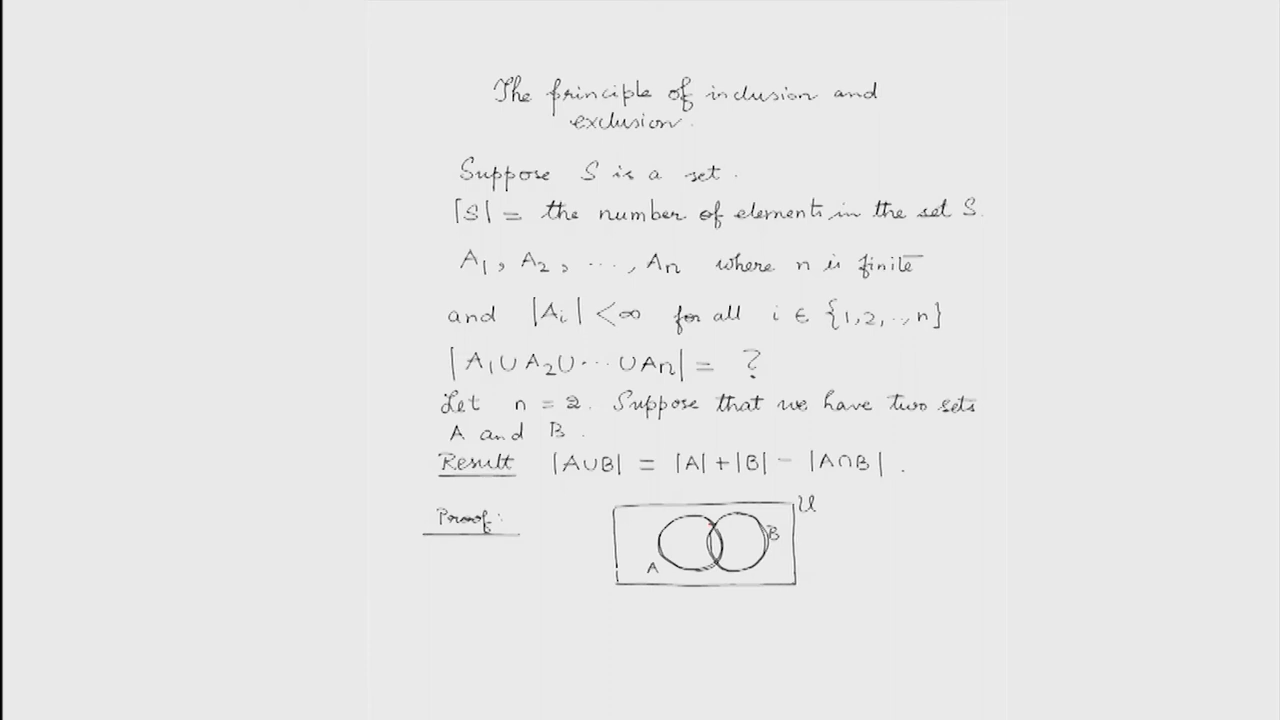 The principle of inclusion and
exclusion.
Suppose S is a set.
|S| = the number of elements in the set S.
A₁, A₂, ..., Aₙ where n is finite
and |Aᵢ| < ∞ for all i ∈ {1,2,..,n}
|A₁∪A₂∪...∪Aₙ| = ?
Let n = 2. Suppose that we have two sets
A and B.
Result |A∪B| = |A|+|B| - |A∩B|.
Proof:
U
B
A